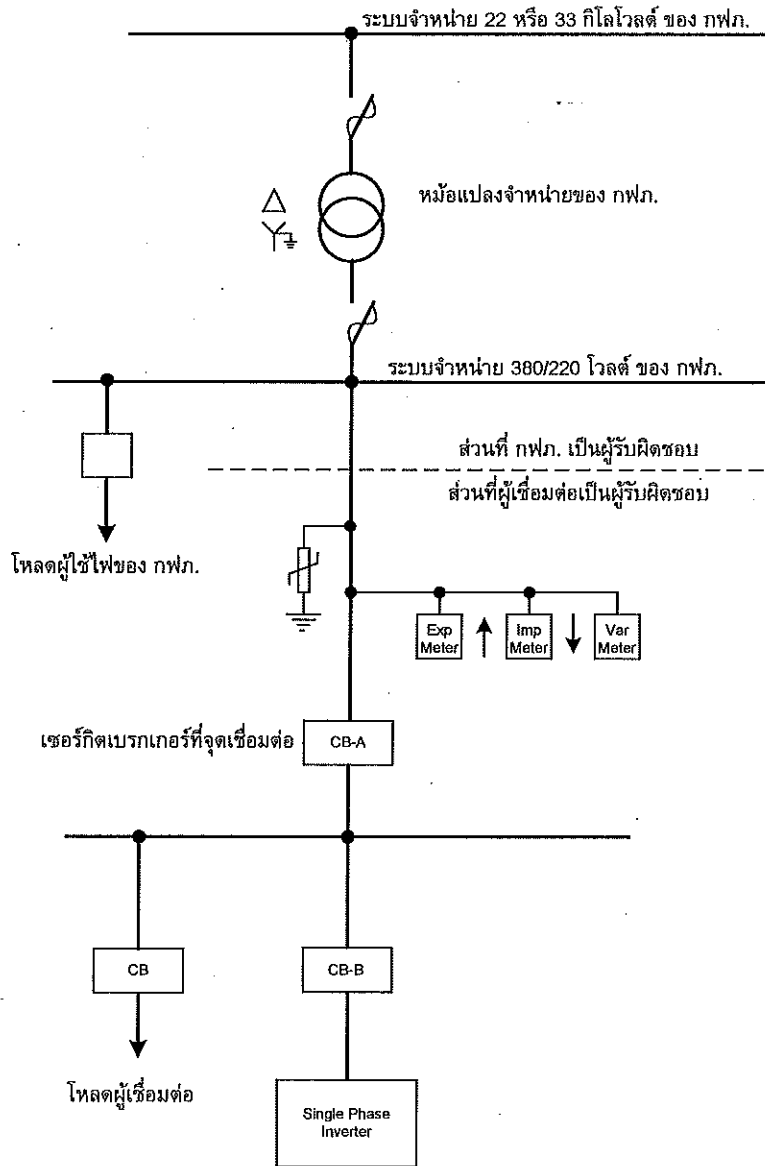 ระบบจำหน่าย 22 หรือ 33 กิโลโวลต์ ของ กฟภ.
หม้อแปลงจำหน่ายของ กฟภ.
ระบบจำหน่าย 380/220 โวลต์ ของ กฟภ.
ส่วนที่ กฟภ. เป็นผู้รับผิดชอบ
ส่วนที่ผู้เชื่อมต่อเป็นผู้รับผิดชอบ
โหลดผู้ใช้ไฟของ กฟภ.
Exp
Meter
Imp
Meter
Var
Meter
เซอร์กิตเบรกเกอร์ที่จุดเชื่อมต่อ
CB-A
CB
CB-B
โหลดผู้เชื่อมต่อ
Single Phase
Inverter